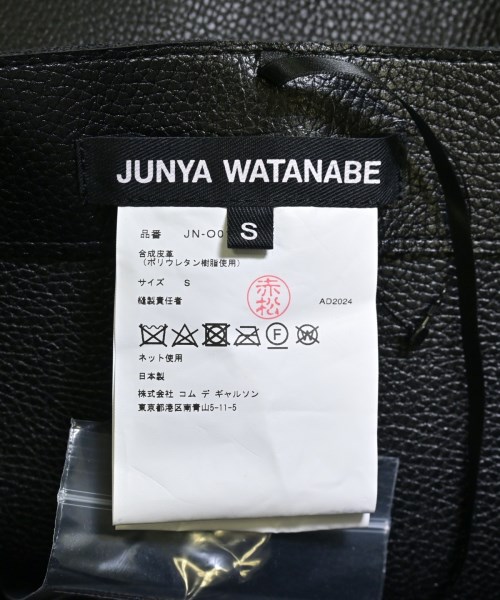 JUNYA WATANABE
S
品番 JN-O0
合成皮革
(ポリウレタン樹脂使用)
サイズ S
縫製責任者 赤松 AD2024
F W
ネット使用
日本製
株式会社 コム デ ギャルソン
東京都港区南青山5-11-5